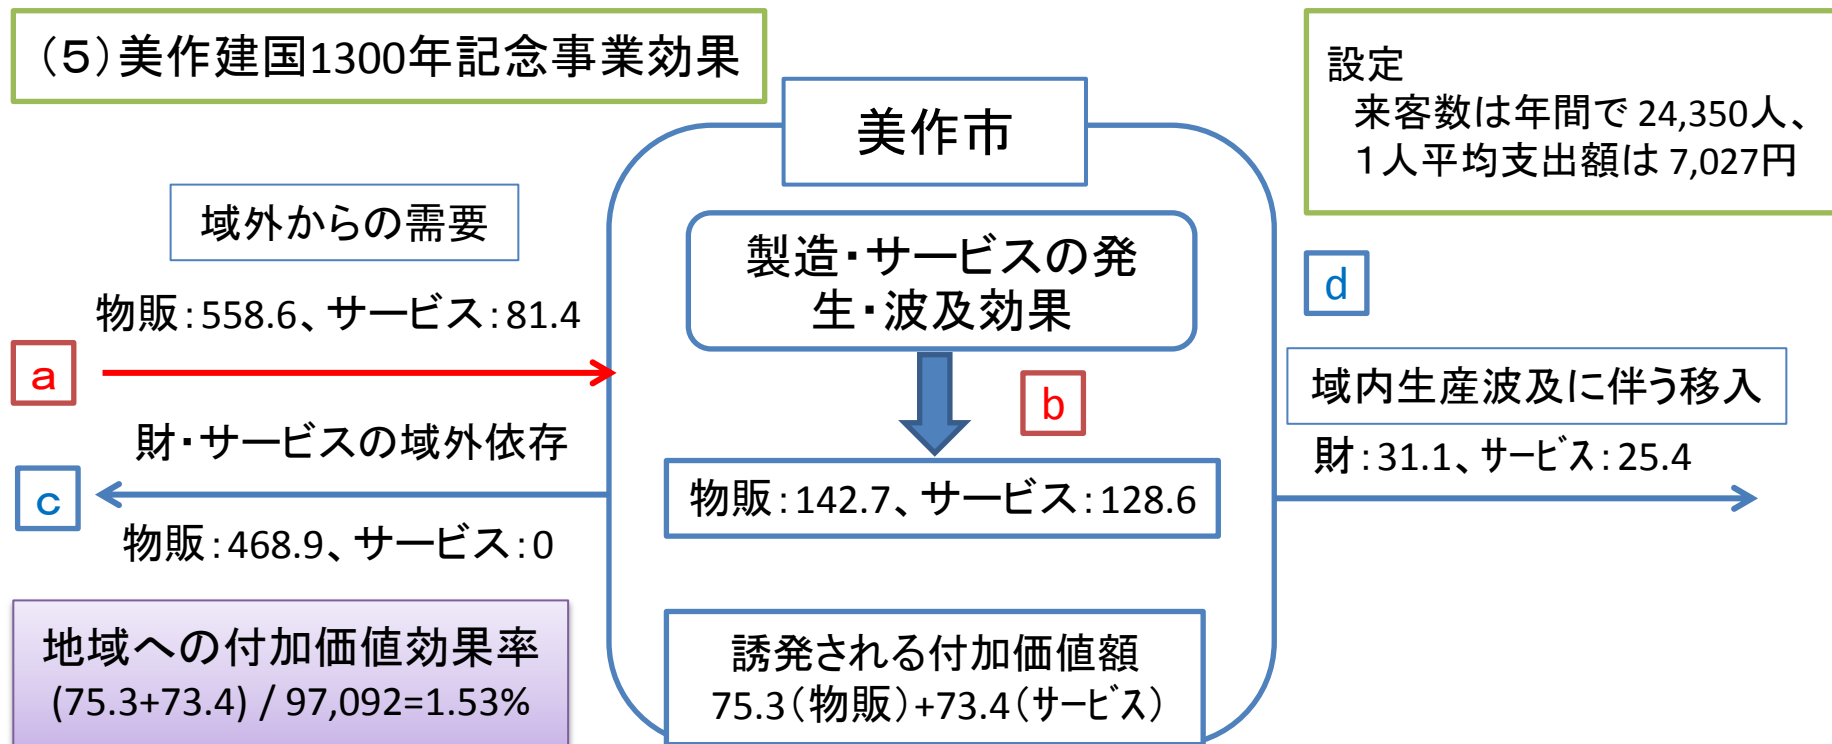 （５）美作建国1300年記念事業効果
設定
来客数は年間で 24,350人、
１人平均支出額は 7,027円
美作市
域外からの需要
物販：558.6、サービス：81.4
a
製造・サービスの発
生・波及効果
b
d
域内生産波及に伴う移入
財：31.1、ｻｰﾋﾞｽ：25.4
財・サービスの域外依存
c
物販：468.9、サービス：0
物販：142.7、サービス：128.6
地域への付加価値効果率
(75.3+73.4) / 97,092=1.53%
誘発される付加価値額
75.3（物販）+73.4（ｻｰﾋﾞｽ）